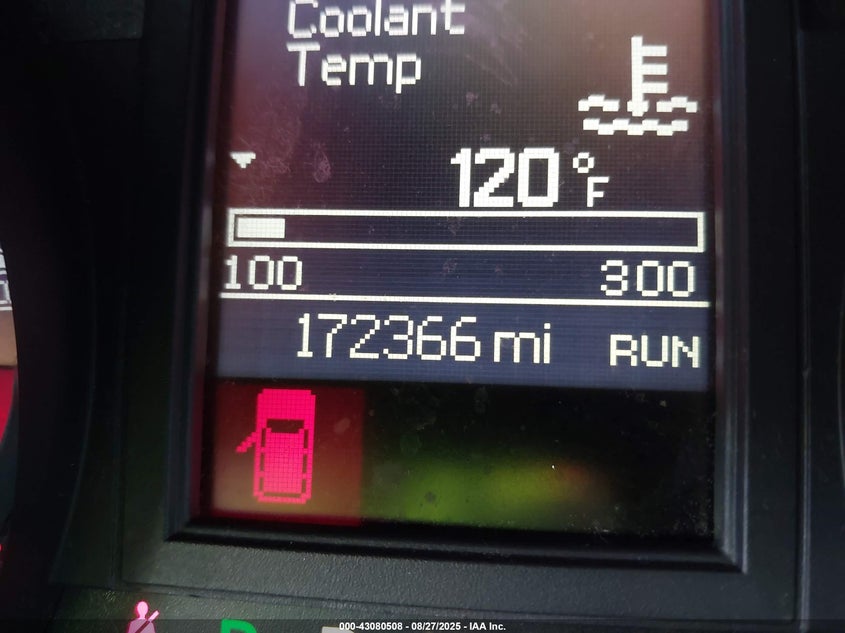 Coolant
Temp
120°F
100 300
172366 mi RUN
000-43080508 - 08/27/2025 - IAA Inc.